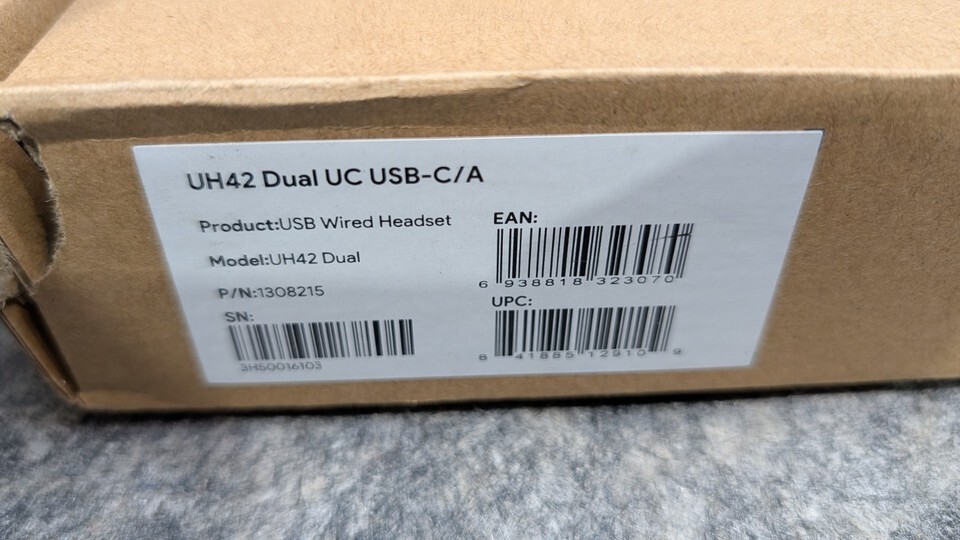 UH42 Dual UC USB-C/A
Product:USB Wired Headset
Model:UH42 Dual
P/N:1308215
SN:
3H50016103
EAN:
6 938818 323070
UPC:
8 41885 12910 9